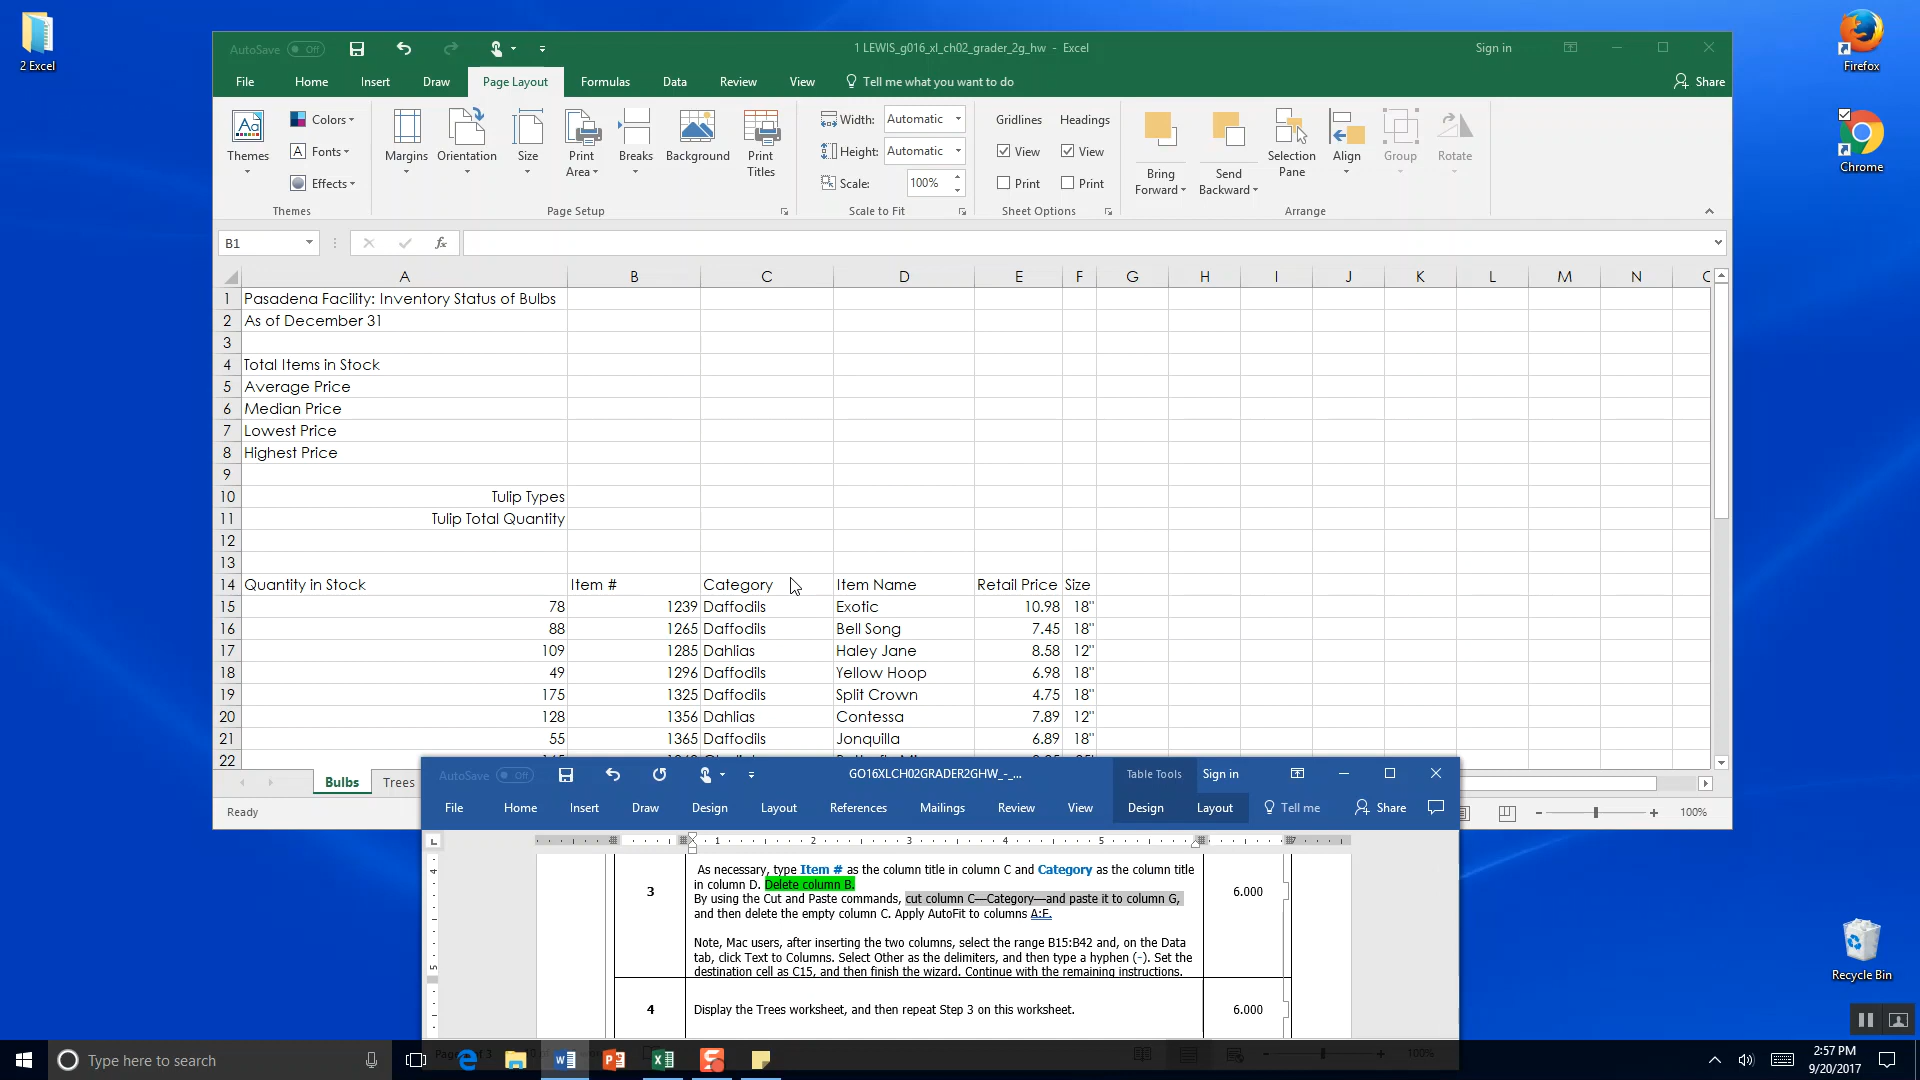 2 Excel
Firefox
Chrome
Recycle Bin
AutoSave Off
1 LEWIS_g016_xl_ch02_grader_2g_hw - Excel
Sign in
File Home Insert Draw Page Layout Formulas Data Review View Tell me what you want to do Share
Themes
Colors
Fonts
Effects
Themes
Margins
Orientation
Size
Print Area
Breaks
Background
Print Titles
Page Setup
Width: Automatic
Height: Automatic
Scale: 100%
Scale to Fit
Gridlines Headings
View View
Print Print
Sheet Options
Bring Forward
Send Backward
Selection Pane
Align
Group
Rotate
Arrange
B1 fx
A B C D E F G H I J K L M N
1 Pasadena Facility: Inventory Status of Bulbs
2 As of December 31
3
4 Total Items in Stock
5 Average Price
6 Median Price
7 Lowest Price
8 Highest Price
9
10 Tulip Types
11 Tulip Total Quantity
12
13
14 Quantity in Stock Item # Category Item Name Retail Price Size
15 78 1239 Daffodils Exotic 10.98 18"
16 88 1265 Daffodils Bell Song 7.45 18"
17 109 1285 Dahlias Haley Jane 8.58 12"
18 49 1296 Daffodils Yellow Hoop 6.98 18"
19 175 1325 Daffodils Split Crown 4.75 18"
20 128 1356 Dahlias Contessa 7.89 12"
21 55 1365 Daffodils Jonquilla 6.89 18"
22
Bulbs Trees
Ready
100%
AutoSave Off
GO16XLCH02GRADER2GHW_-_...
Table Tools
Sign in
File Home Insert Draw Design Layout References Mailings Review View Design Layout Tell me Share
1 2 3 4 5
3
As necessary, type Item # as the column title in column C and Category as the column title
in column D. Delete column B.
By using the Cut and Paste commands, cut column C—Category—and paste it to column G,
and then delete the empty column C. Apply AutoFit to columns A:F.
6.000
Note, Mac users, after inserting the two columns, select the range B15:B42 and, on the Data
tab, click Text to Columns. Select Other as the delimiters, and then type a hyphen (-). Set the
destination cell as C15, and then finish the wizard. Continue with the remaining instructions.
4 Display the Trees worksheet, and then repeat Step 3 on this worksheet. 6.000
100%
Type here to search
2:57 PM
9/20/2017